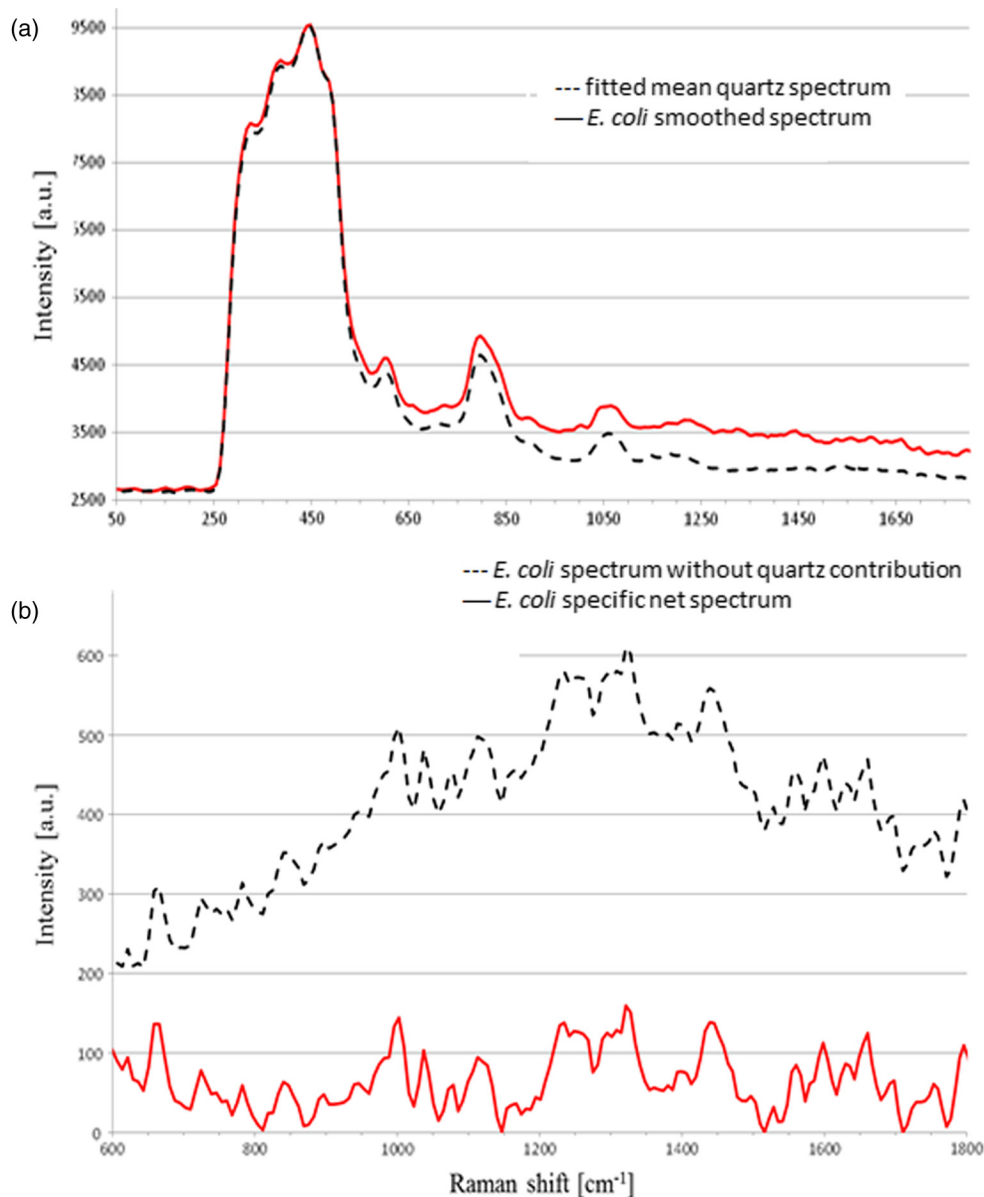 (a)
9500
8500
7500
6500
5500
4500
3500
2500
Intensity [a.u.]
--- fitted mean quartz spectrum
— E. coli smoothed spectrum
50 250 450 650 850 1050 1250 1450 1650
--- E. coli spectrum without quartz contribution
— E. coli specific net spectrum
(b)
600
500
400
300
200
100
0
Intensity [a.u.]
600 800 1000 1200 1400 1600 1800
Raman shift [cm⁻¹]